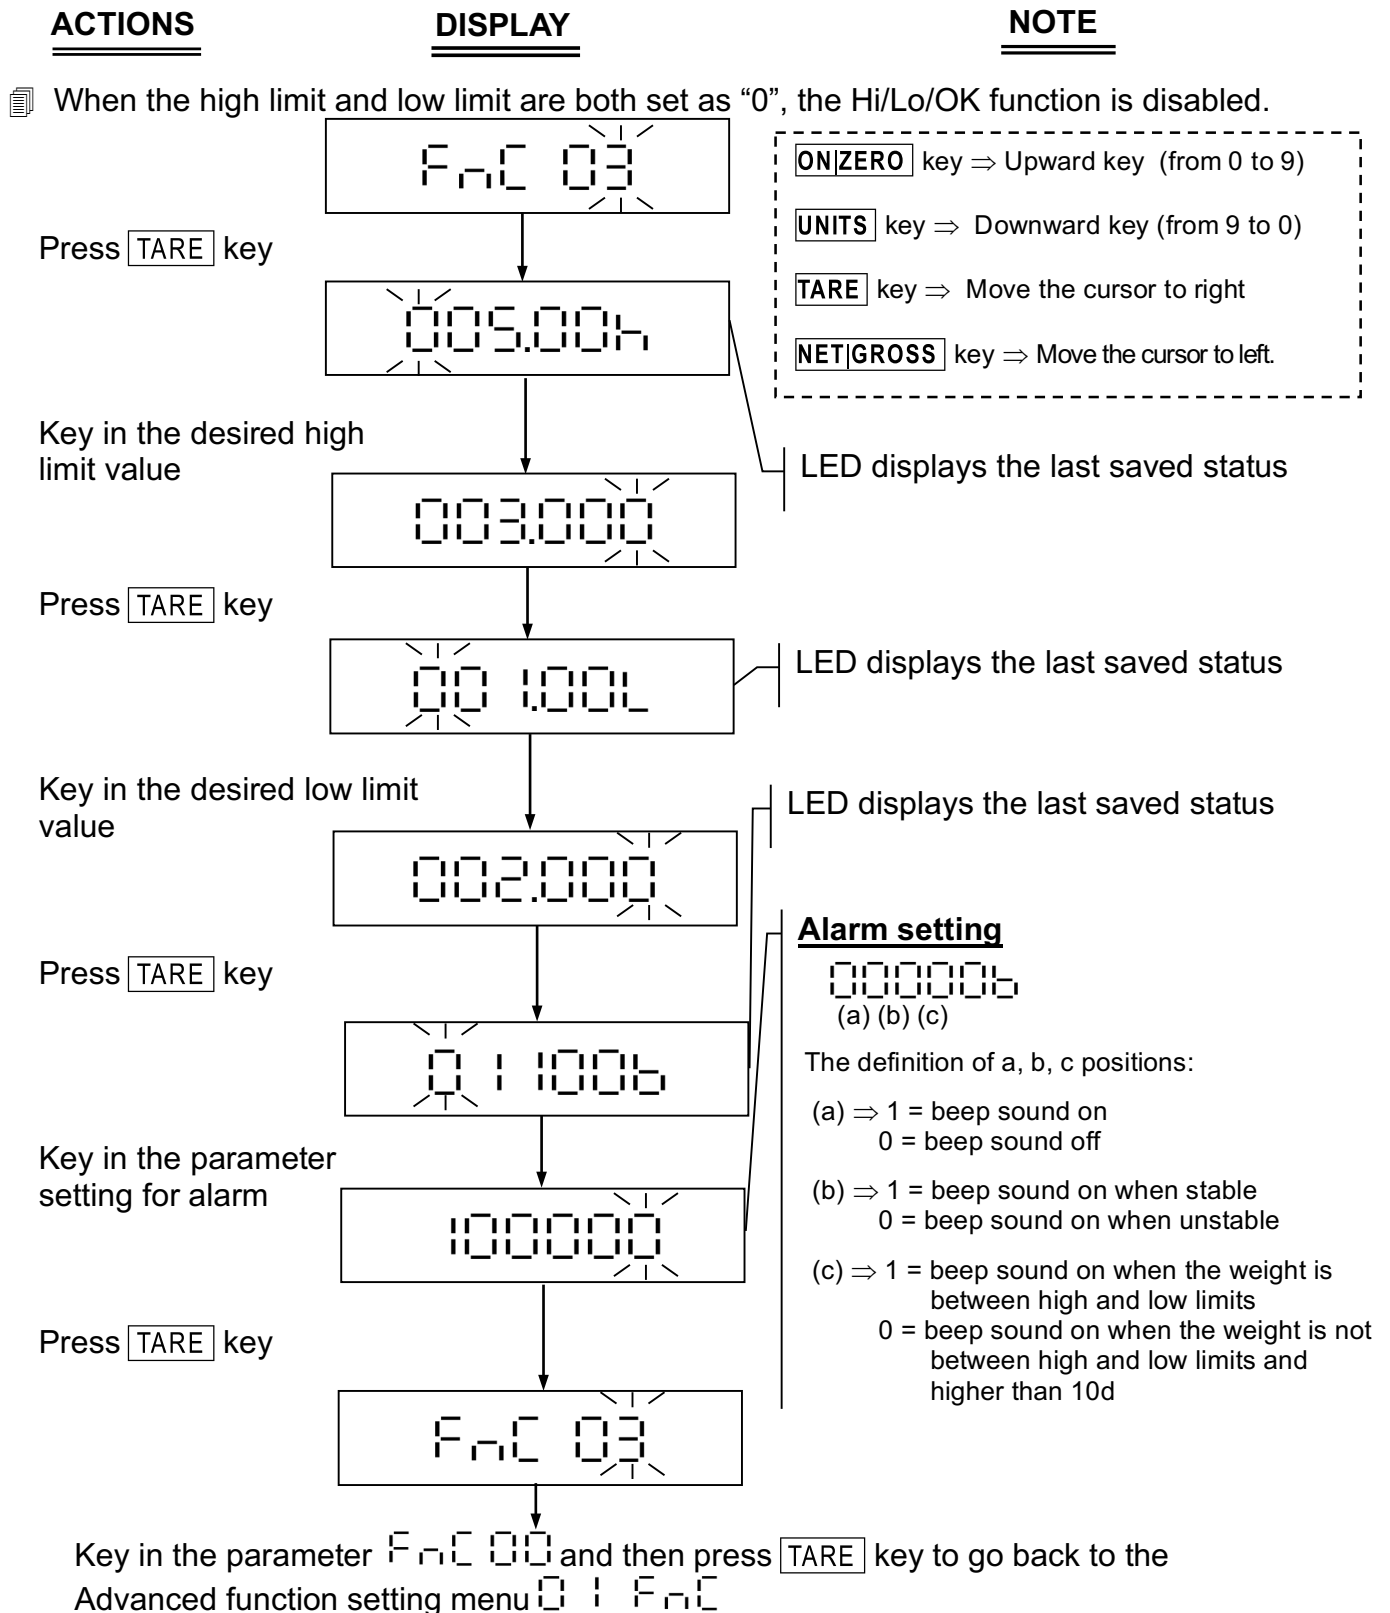 ACTIONS DISPLAY NOTE
When the high limit and low limit are both set as “0”, the Hi/Lo/OK function is disabled.
FnC 03
ON|ZERO key ⇒ Upward key (from 0 to 9)
UNITS key ⇒ Downward key (from 9 to 0)
TARE key ⇒ Move the cursor to right
NET|GROSS key ⇒ Move the cursor to left.
Press TARE key
005.00h
LED displays the last saved status
Key in the desired high
limit value
003.000
Press TARE key
001.00L
LED displays the last saved status
Key in the desired low limit
value
LED displays the last saved status
002.000
Press TARE key
01100b
Alarm setting
00000b
(a) (b) (c)
The definition of a, b, c positions:
(a) ⇒ 1 = beep sound on
0 = beep sound off
(b) ⇒ 1 = beep sound on when stable
0 = beep sound on when unstable
(c) ⇒ 1 = beep sound on when the weight is
between high and low limits
0 = beep sound on when the weight is not
between high and low limits and
higher than 10d
Key in the parameter
setting for alarm
100000
Press TARE key
FnC 03
Key in the parameter FnC 00 and then press TARE key to go back to the
Advanced function setting menu 01 FnC